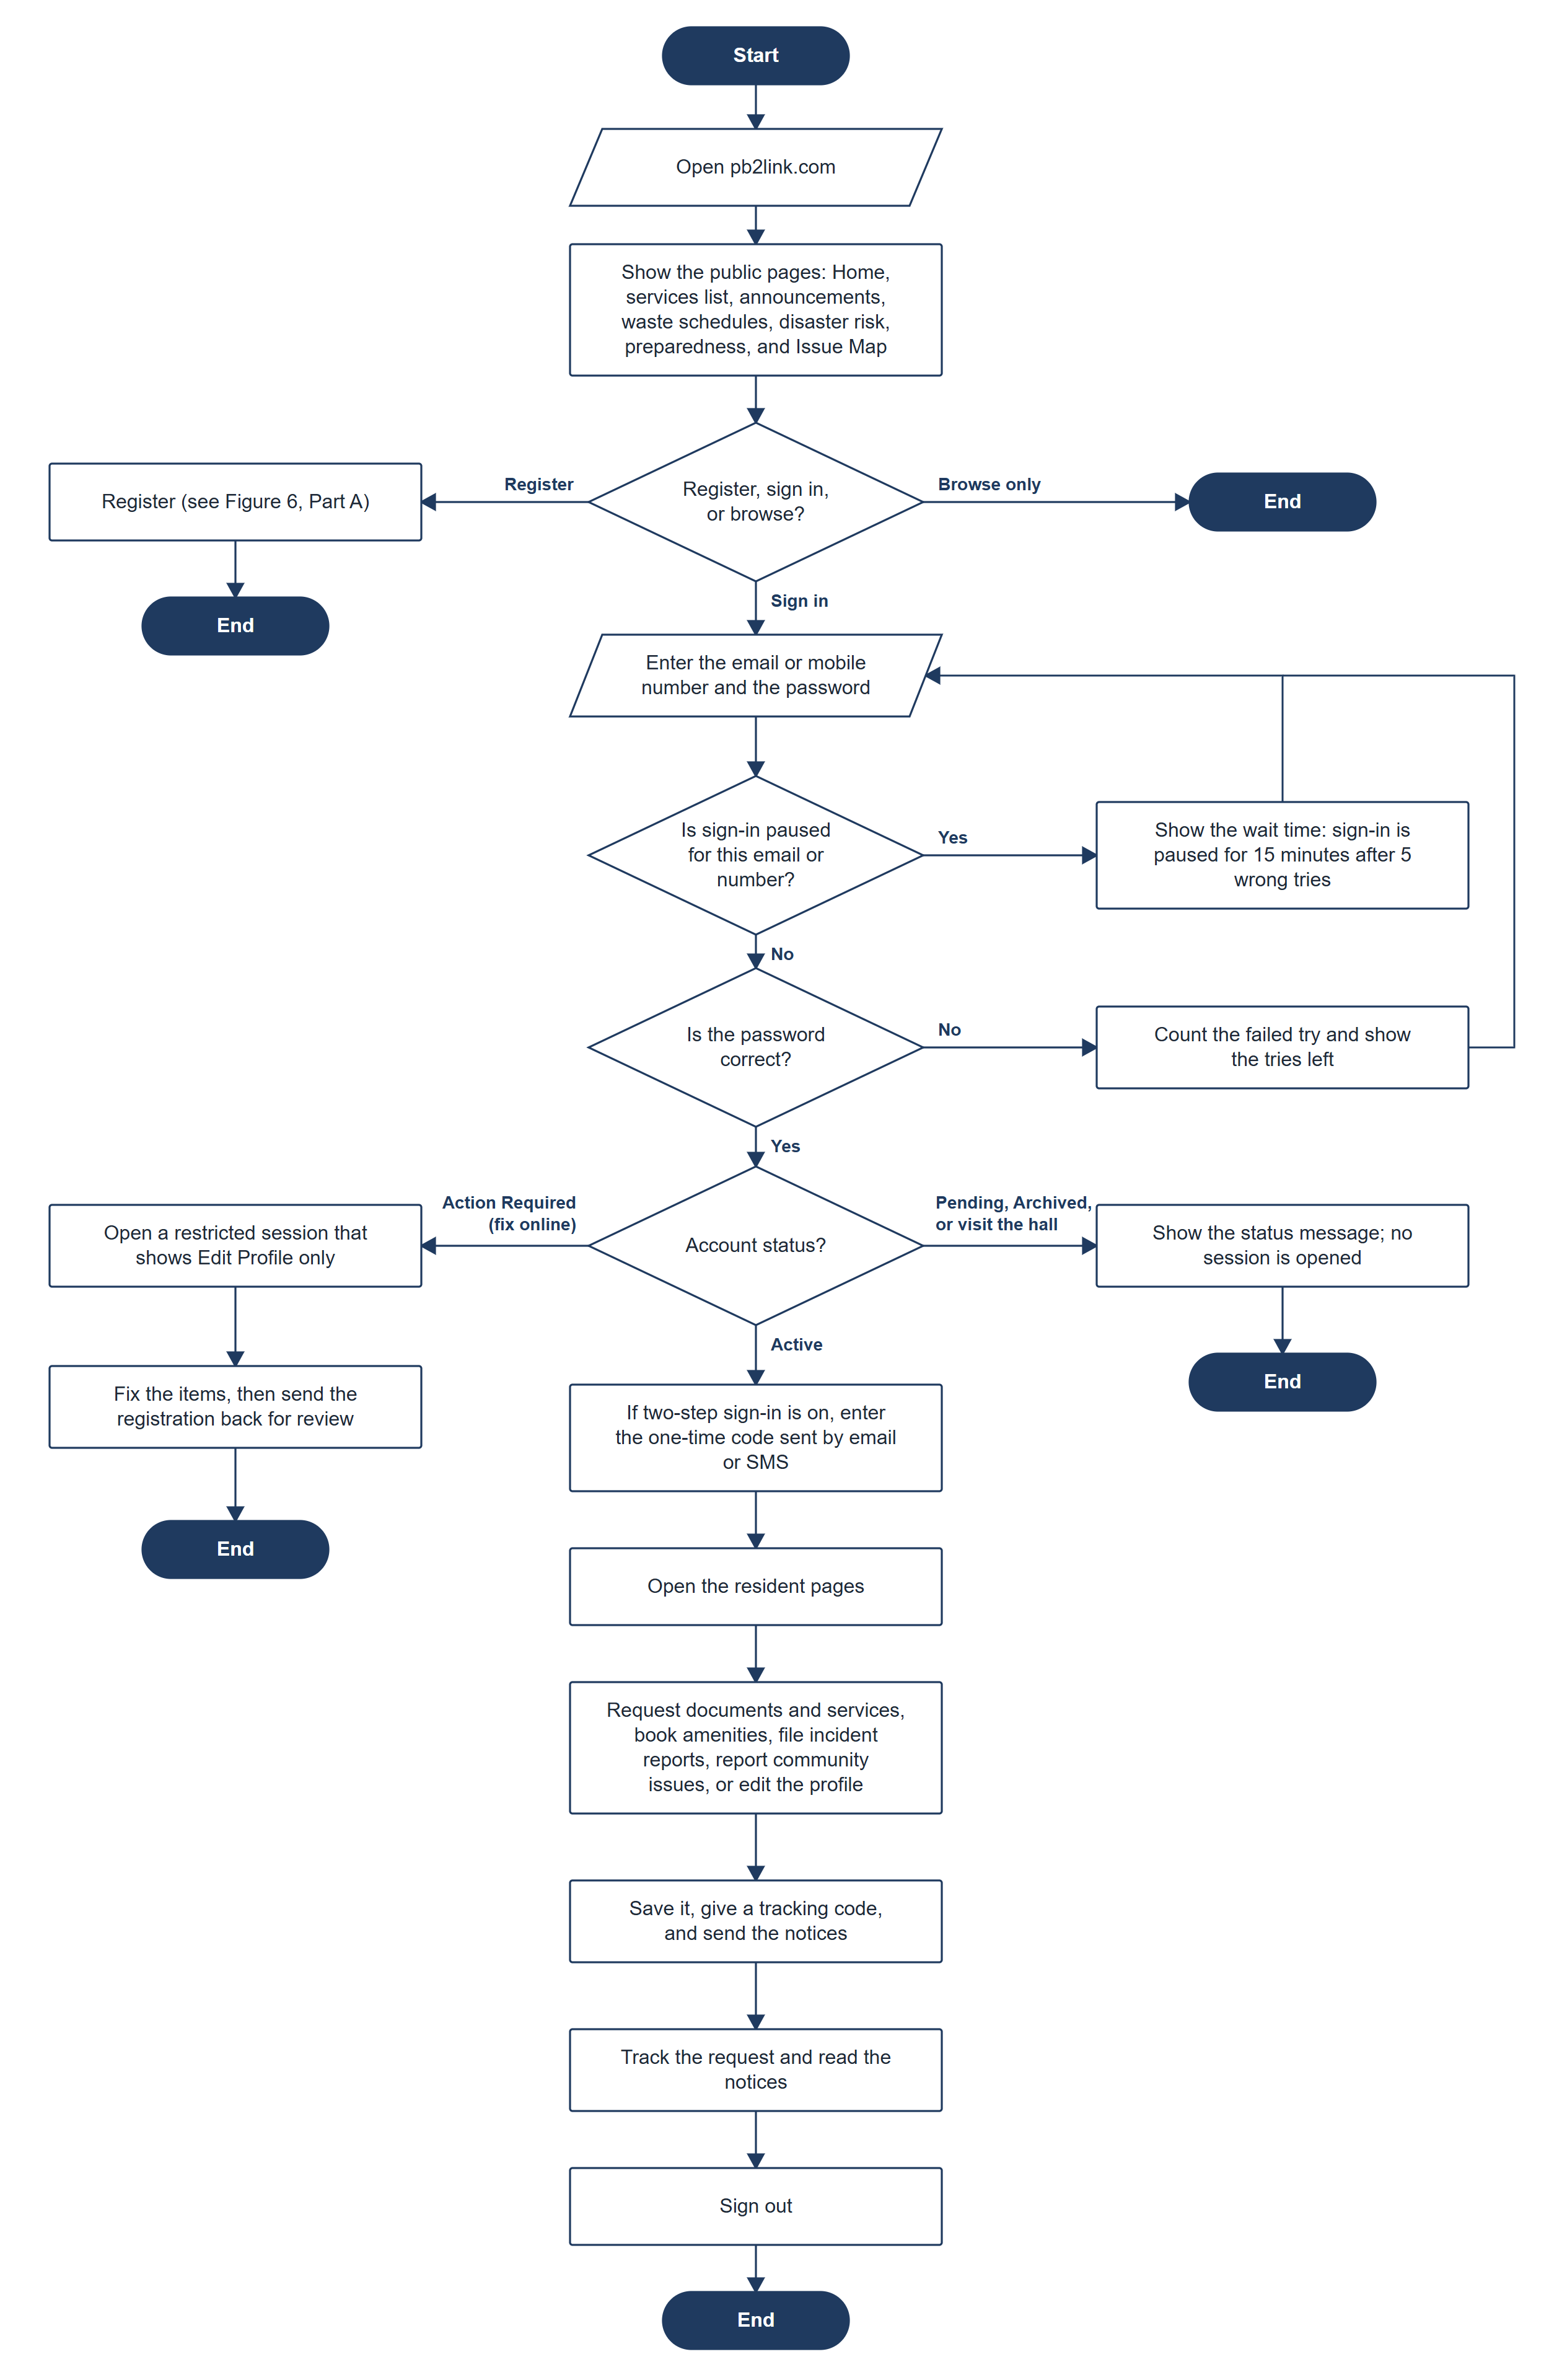 Start
Open pb2link.com
Show the public pages: Home,
services list, announcements,
waste schedules, disaster risk,
preparedness, and Issue Map
Register, sign in,
or browse?
Register
Register (see Figure 6, Part A)
End
Browse only
End
Sign in
Enter the email or mobile
number and the password
Is sign-in paused
for this email or
number?
Yes
Show the wait time: sign-in is
paused for 15 minutes after 5
wrong tries
No
Is the password
correct?
No
Count the failed try and show
the tries left
Yes
Account status?
Action Required
(fix online)
Open a restricted session that
shows Edit Profile only
Fix the items, then send the
registration back for review
End
Pending, Archived,
or visit the hall
Show the status message; no
session is opened
End
Active
If two-step sign-in is on, enter
the one-time code sent by email
or SMS
Open the resident pages
Request documents and services,
book amenities, file incident
reports, report community
issues, or edit the profile
Save it, give a tracking code,
and send the notices
Track the request and read the
notices
Sign out
End